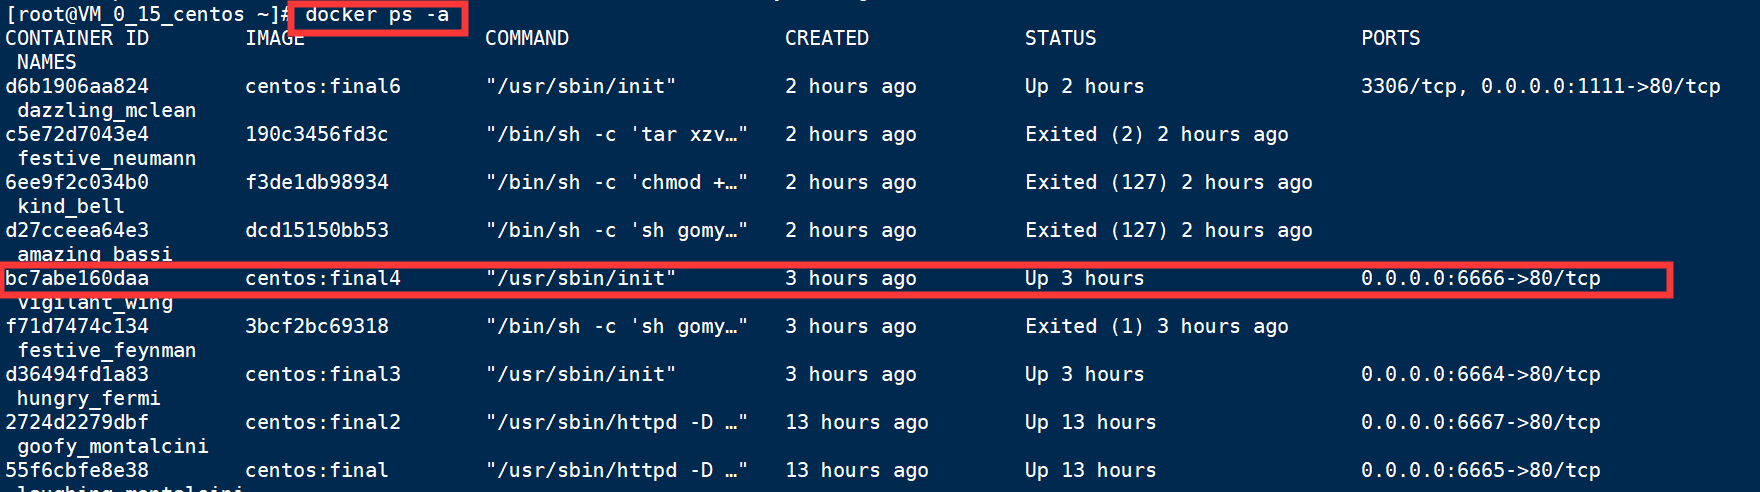 [root@VM_0_15_centos ~]# docker ps -a
CONTAINER ID        IMAGE               COMMAND                  CREATED             STATUS                      PORTS
 NAMES
d6b1906aa824        centos:final6       "/usr/sbin/init"         2 hours ago         Up 2 hours                  3306/tcp, 0.0.0.0:1111->80/tcp
 dazzling_mclean
c5e72d7043e4        190c3456fd3c        "/bin/sh -c 'tar xzv…"   2 hours ago         Exited (2) 2 hours ago
 festive_neumann
6ee9f2c034b0        f3de1db98934        "/bin/sh -c 'chmod +…"   2 hours ago         Exited (127) 2 hours ago
 kind_bell
d27cceea64e3        dcd15150bb53        "/bin/sh -c 'sh gomy…"   2 hours ago         Exited (127) 2 hours ago
 amazing_bassi
bc7abe160daa        centos:final4       "/usr/sbin/init"         3 hours ago         Up 3 hours                  0.0.0.0:6666->80/tcp
 vigilant_wing
f71d7474c134        3bcf2bc69318        "/bin/sh -c 'sh gomy…"   3 hours ago         Exited (1) 3 hours ago
 festive_feynman
d36494fd1a83        centos:final3       "/usr/sbin/init"         3 hours ago         Up 3 hours                  0.0.0.0:6664->80/tcp
 hungry_fermi
2724d2279dbf        centos:final2       "/usr/sbin/httpd -D …"   13 hours ago        Up 13 hours                 0.0.0.0:6667->80/tcp
 goofy_montalcini
55f6cbfe8e38        centos:final        "/usr/sbin/httpd -D …"   13 hours ago        Up 13 hours                 0.0.0.0:6665->80/tcp